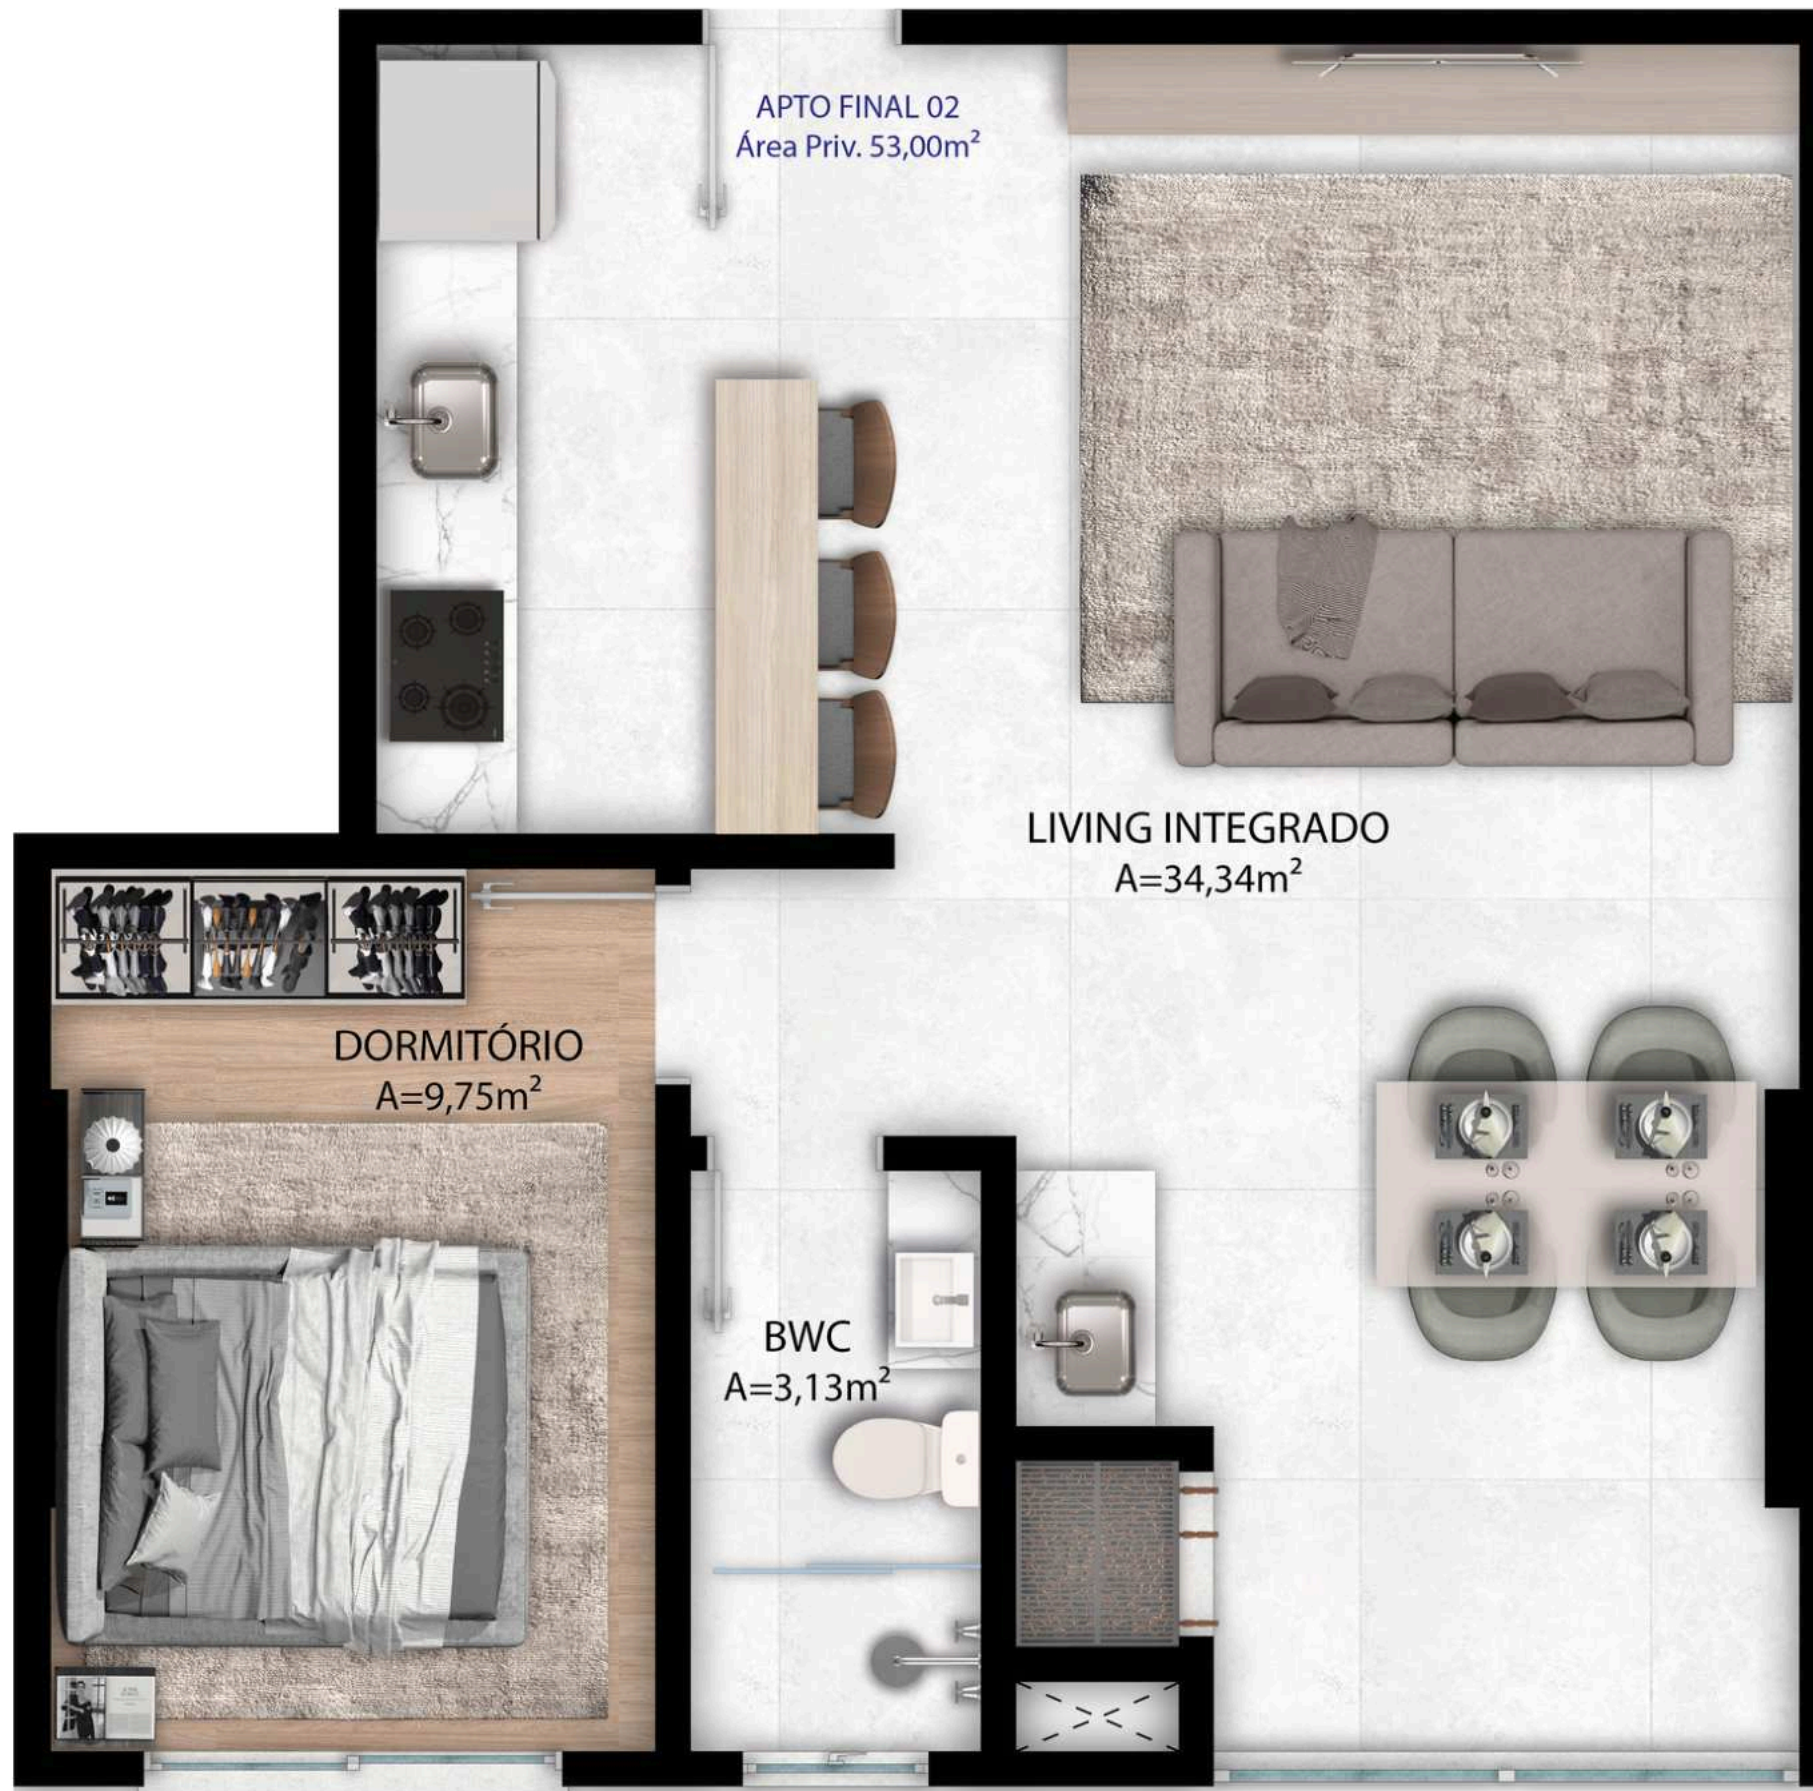 APTO FINAL 02
Área Priv. 53,00m²
LIVING INTEGRADO
A=34,34m²
DORMITÓRIO
A=9,75m²
BWC
A=3,13m²